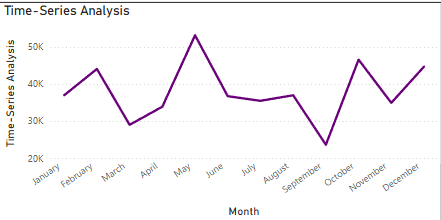 Time-Series Analysis
Time-Series Analysis
50K
40K
30K
20K
January
February
March
April
May
June
July
August
September
October
November
December
Month